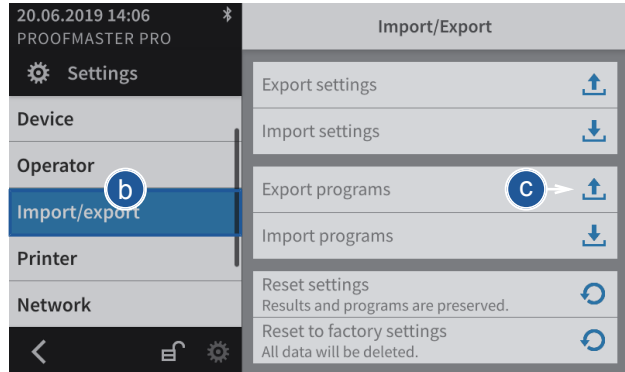 20.06.2019 14:06
PROOFMASTER PRO
Settings
Device
Operator
b
Import/export
Printer
Network
Import/Export
Export settings
Import settings
Export programs
c
Import programs
Reset settings
Results and programs are preserved.
Reset to factory settings
All data will be deleted.